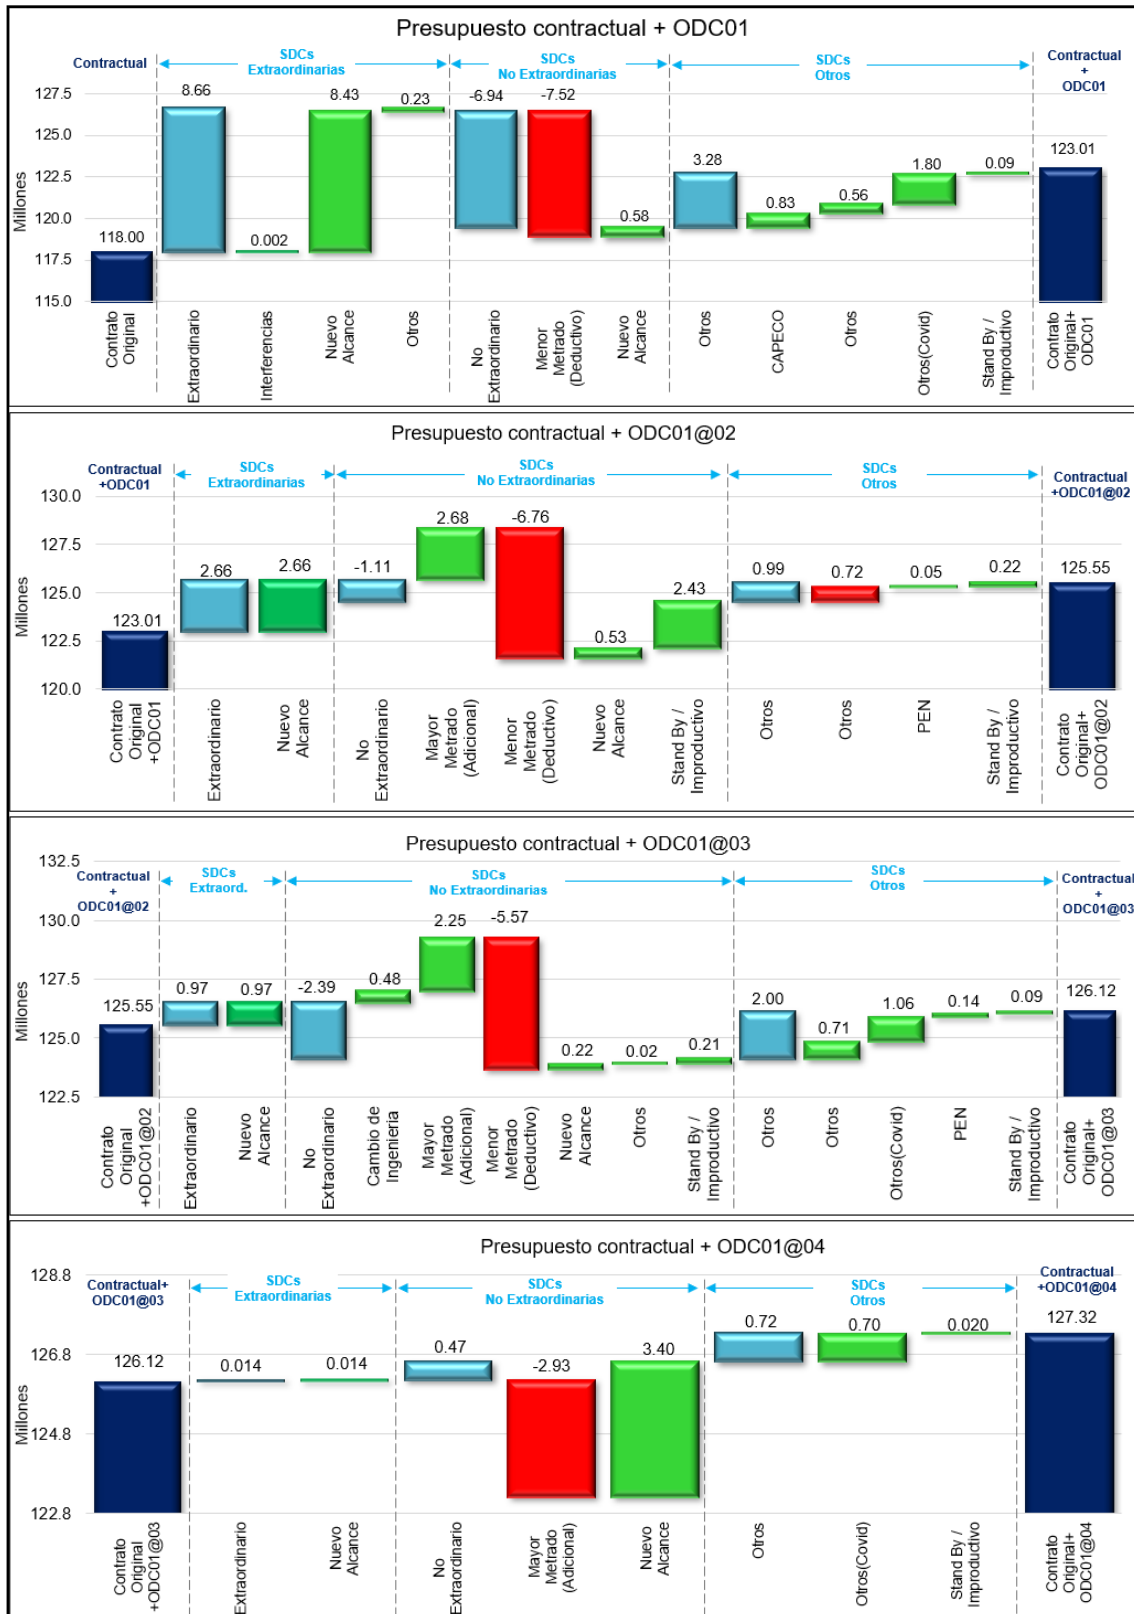 Presupuesto contractual + ODC01
Contractual
SDCs
Extraordinarias
SDCs
No Extraordinarias
SDCs
Otros
Contractual
+
ODC01
Millones
127.5
125.0
122.5
120.0
117.5
115.0
118.00
8.66
0.002
8.43
0.23
-6.94
-7.52
0.58
3.28
0.83
0.56
1.80
0.09
123.01
Contrato
Original
Extraordinario
Interferencias
Nuevo
Alcance
Otros
No
Extraordinario
Menor
Metrado
(Deductivo)
Nuevo
Alcance
Otros
CAPECO
Otros
Otros(Covid)
Stand By /
Improductivo
Contrato
Original+
ODC01
Presupuesto contractual + ODC01@02
Contractual
+ODC01
SDCs
Extraordinarias
SDCs
No Extraordinarias
SDCs
Otros
Contractual
+ODC01@02
Millones
130.0
127.5
125.0
122.5
120.0
123.01
2.66
2.66
-1.11
2.68
-6.76
0.53
2.43
0.99
0.72
0.05
0.22
125.55
Contrato
Original
+ODC01
Extraordinario
Nuevo
Alcance
No
Extraordinario
Mayor
Metrado
(Adicional)
Menor
Metrado
(Deductivo)
Nuevo
Alcance
Stand By /
Improductivo
Otros
Otros
PEN
Stand By /
Improductivo
Contrato
Original+
ODC01@02
Presupuesto contractual + ODC01@03
Contractual
+
ODC01@02
SDCs
Extraord.
SDCs
No Extraordinarias
SDCs
Otros
Contractual
+
ODC01@03
Millones
132.5
130.0
127.5
125.0
122.5
125.55
0.97
0.97
-2.39
0.48
2.25
-5.57
0.22
0.02
0.21
2.00
0.71
1.06
0.14
0.09
126.12
Contrato
Original
+ODC01@02
Extraordinario
Nuevo
Alcance
No
Extraordinario
Cambio de
Ingenieria
Mayor
Metrado
(Adicional)
Menor
Metrado
(Deductivo)
Nuevo
Alcance
Otros
Stand By /
Improductivo
Otros
Otros
Otros(Covid)
PEN
Stand By /
Improductivo
Contrato
Original+
ODC01@03
Presupuesto contractual + ODC01@04
Contractual+
ODC01@03
SDCs
Extraordinarias
SDCs
No Extraordinarias
SDCs
Otros
Contractual
+ODC01@04
Millones
128.8
126.8
124.8
122.8
126.12
0.014
0.014
0.47
-2.93
3.40
0.72
0.70
0.020
127.32
Contrato
Original
+ODC01@03
Extraordinario
Nuevo
Alcance
No
Extraordinario
Mayor
Metrado
(Adicional)
Nuevo
Alcance
Otros
Otros(Covid)
Stand By /
Improductivo
Contrato
Original+
ODC01@04